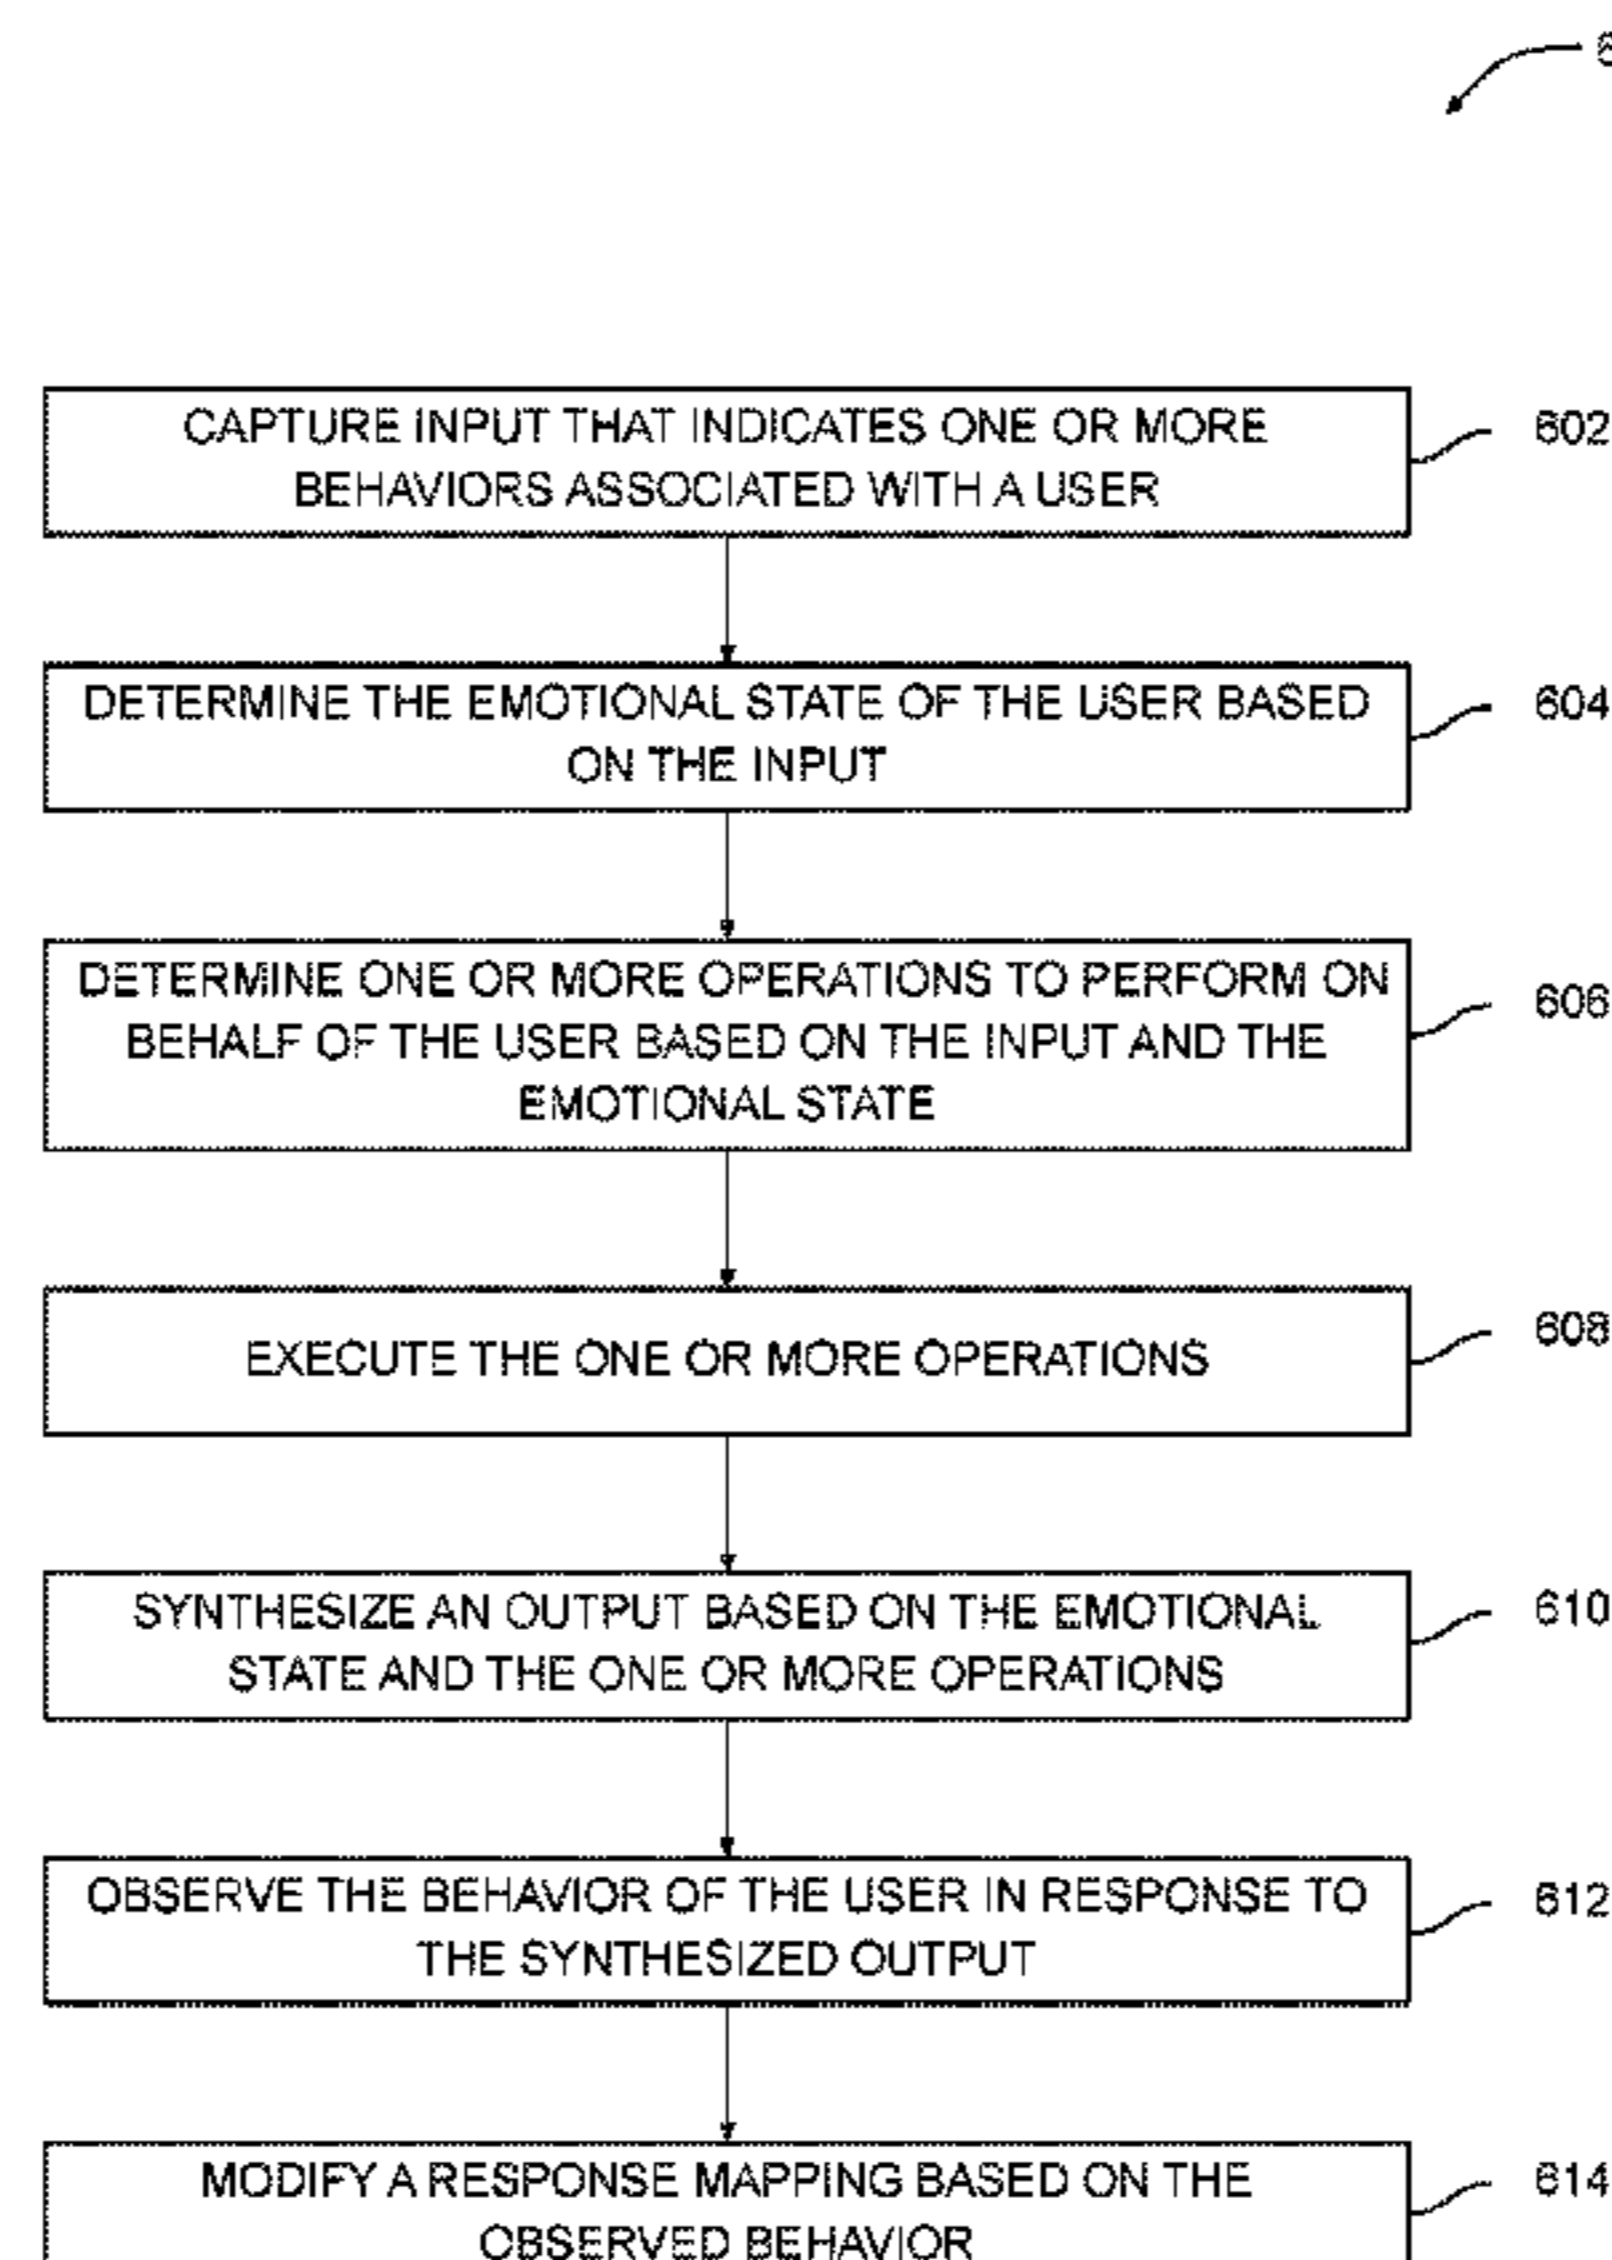 CAPTURE INPUT THAT INDICATES ONE OR MORE
BEHAVIORS ASSOCIATED WITH A USER
602
DETERMINE THE EMOTIONAL STATE OF THE USER BASED
ON THE INPUT
604
DETERMINE ONE OR MORE OPERATIONS TO PERFORM ON
BEHALF OF THE USER BASED ON THE INPUT AND THE
EMOTIONAL STATE
606
EXECUTE THE ONE OR MORE OPERATIONS
608
SYNTHESIZE AN OUTPUT BASED ON THE EMOTIONAL
STATE AND THE ONE OR MORE OPERATIONS
610
OBSERVE THE BEHAVIOR OF THE USER IN RESPONSE TO
THE SYNTHESIZED OUTPUT
612
MODIFY A RESPONSE MAPPING BASED ON THE
OBSERVED BEHAVIOR
614